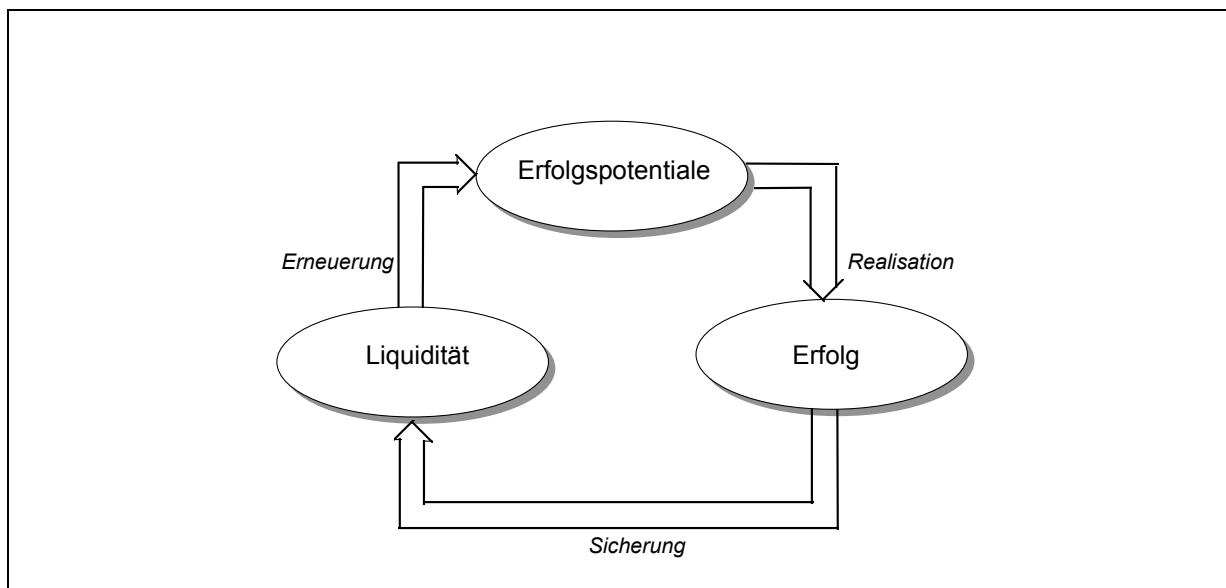 Erfolgspotentiale
Erneuerung
Realisation
Liquidität
Erfolg
Sicherung